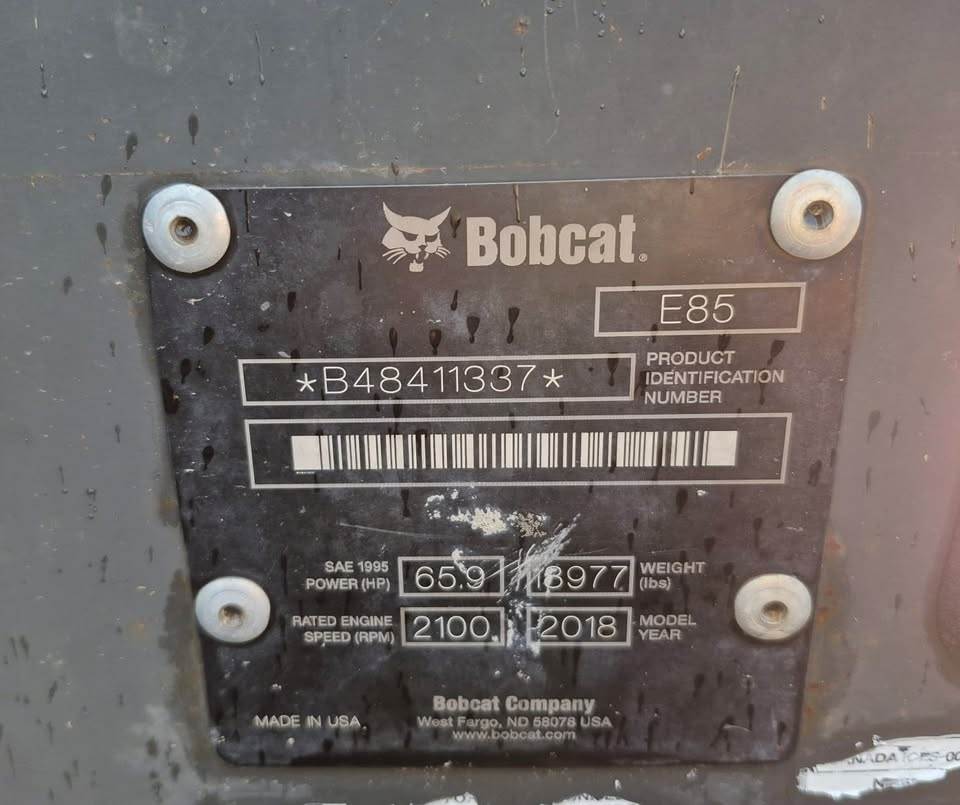 Bobcat®
E85
*B48411337*
PRODUCT
IDENTIFICATION
NUMBER
SAE 1995
POWER (HP)
65.9
18977
WEIGHT
(lbs)
RATED ENGINE
SPEED (RPM)
2100
2018
MODEL
YEAR
Bobcat Company
MADE IN USA
West Fargo, ND 58078 USA
www.bobcat.com